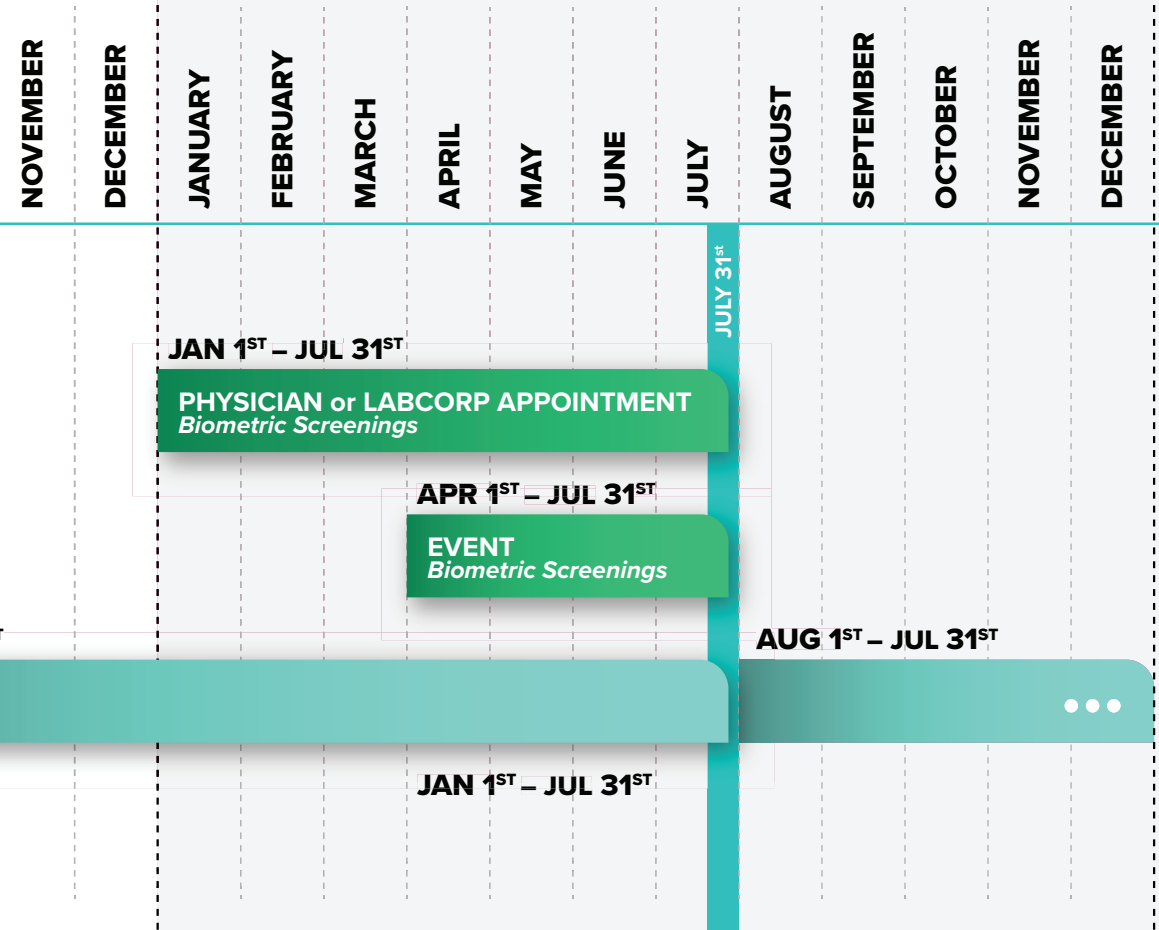 NOVEMBER
DECEMBER
JANUARY
FEBRUARY
MARCH
APRIL
MAY
JUNE
JULY
AUGUST
SEPTEMBER
OCTOBER
NOVEMBER
DECEMBER
JULY 31st
JAN 1ST – JUL 31ST
PHYSICIAN or LABCORP APPOINTMENT
Biometric Screenings
APR 1ST – JUL 31ST
EVENT
Biometric Screenings
AUG 1ST – JUL 31ST
JAN 1ST – JUL 31ST